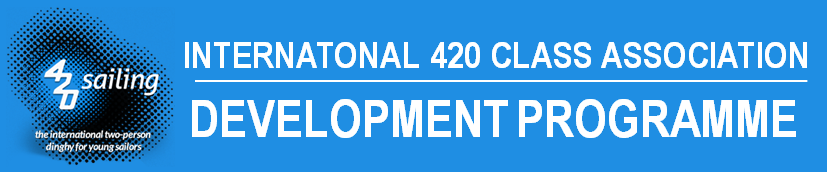 420 sailing
the international two-person
dinghy for young sailors
INTERNATONAL 420 CLASS ASSOCIATION
DEVELOPMENT PROGRAMME